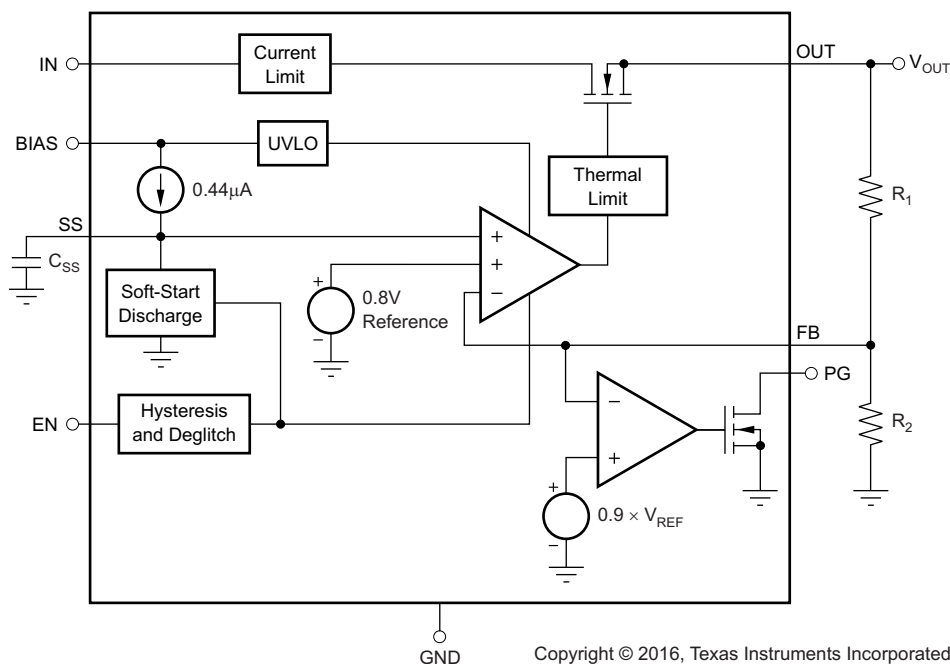 IN
Current
Limit
OUT
V_OUT
BIAS
UVLO
0.44μA
Thermal
Limit
R_1
SS
C_SS
+
+
−
Soft-Start
Discharge
+
0.8V
Reference
−
FB
PG
EN
Hysteresis
and Deglitch
−
+
R_2
+
0.9 × V_REF
−
GND
Copyright © 2016, Texas Instruments Incorporated